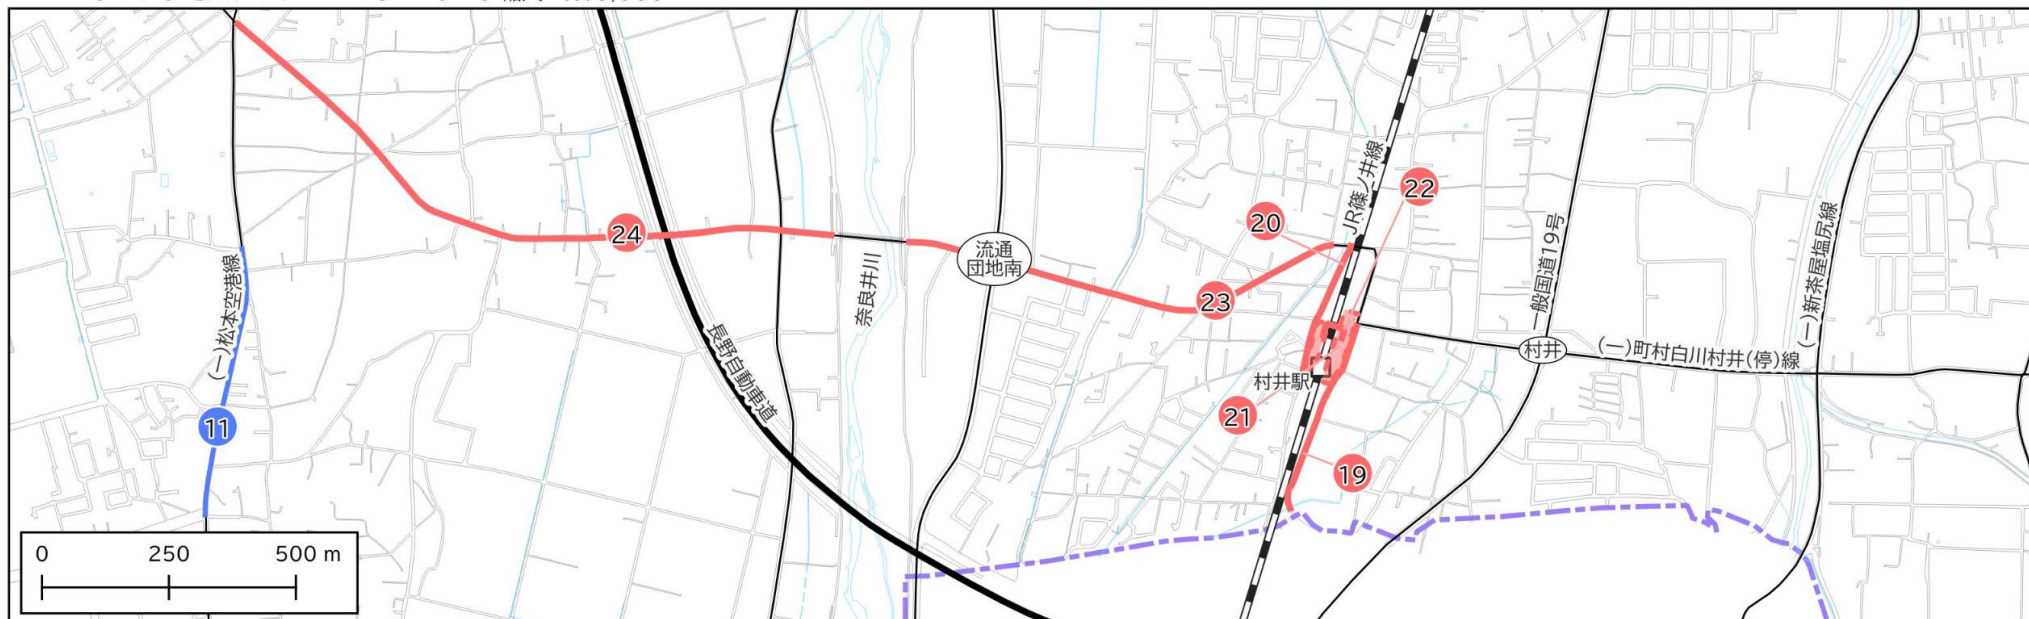 22
20
JR篠ノ井線
24
流通
団地南
一般国道19号
(一)新茶屋塩尻線
(一)松本空港線
奈良井川
23
長野自動車道
村井
(一)町村白川村井(停)線
村井駅
21
11
19
0 250 500 m